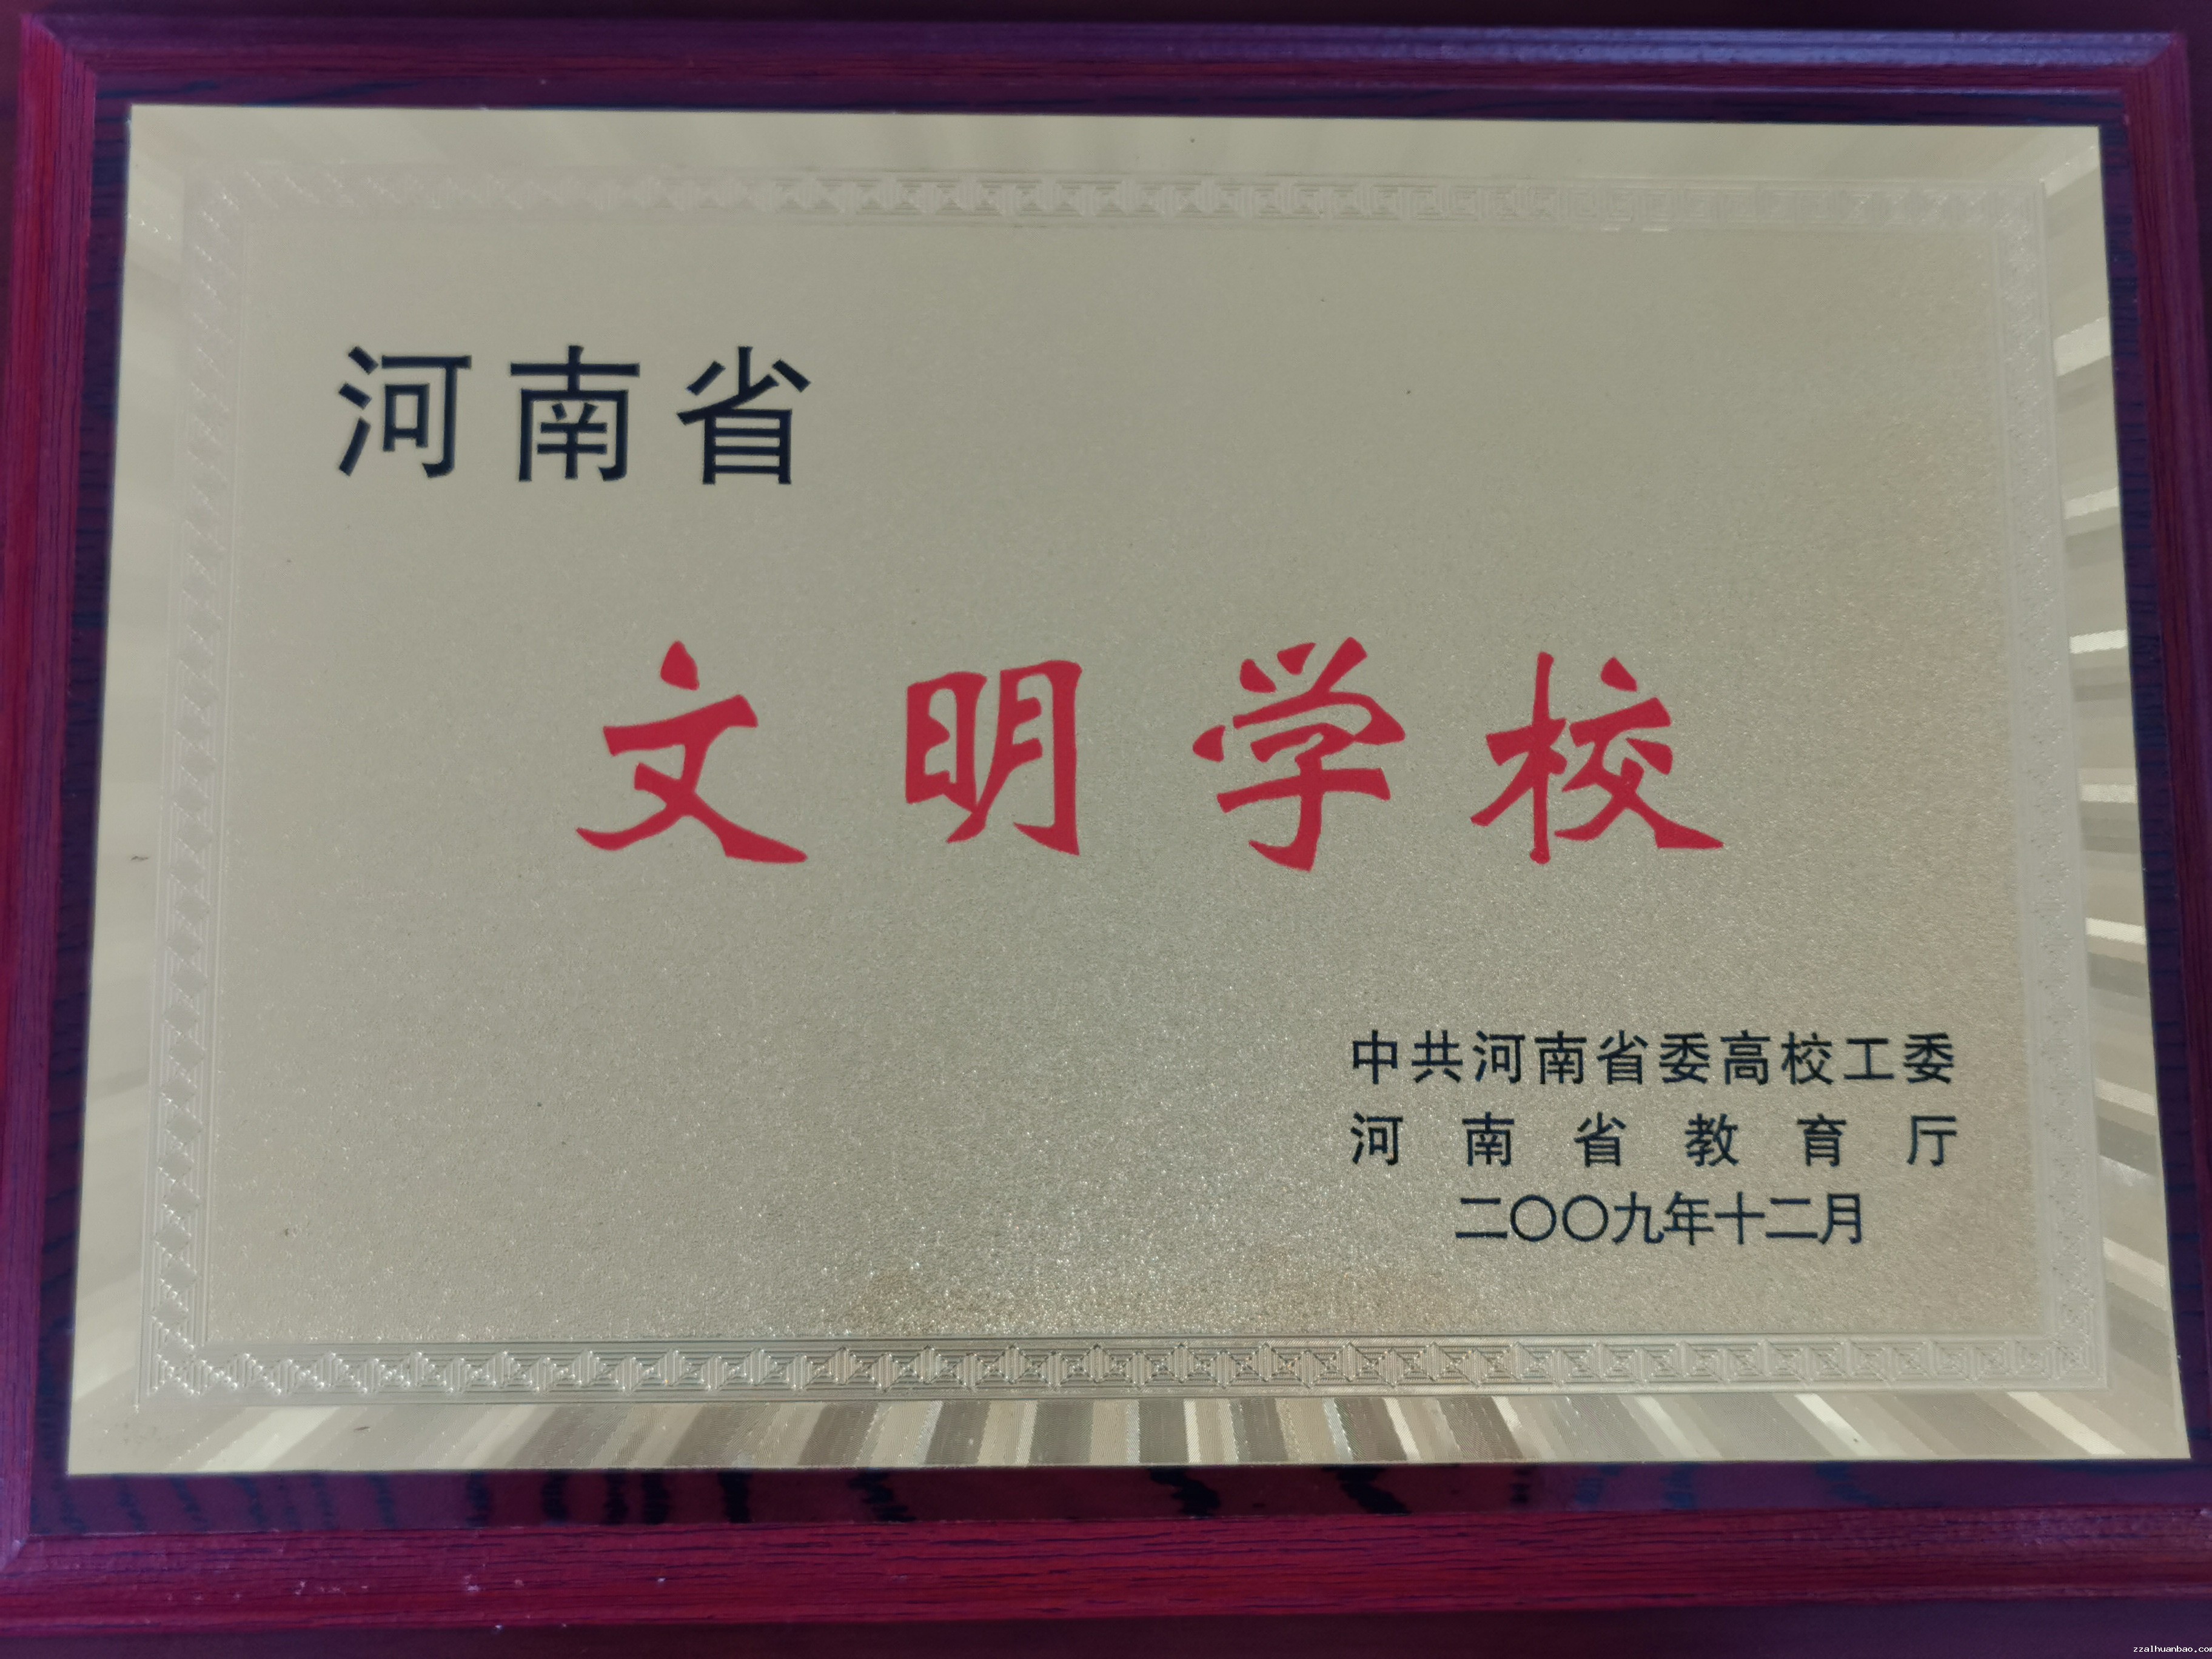 河南省
文明学校
中共河南省委高校工委
河南省教育厅
二〇〇九年十二月
zzalhuanbao.com